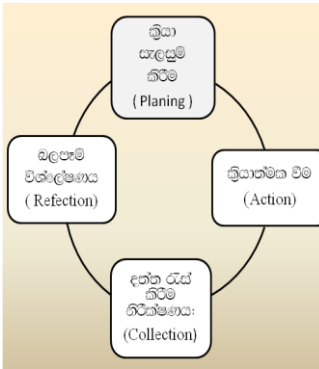 ක්‍රියා
සැලසුම්
කිරීම
( Planing )
ක්‍රියාත්මක වීම
(Action)
දත්ත රැස්
කිරීම
නිරීක්ෂණය:
(Collection)
බලපෑම්
විශ්ලේෂණය
( Refection)